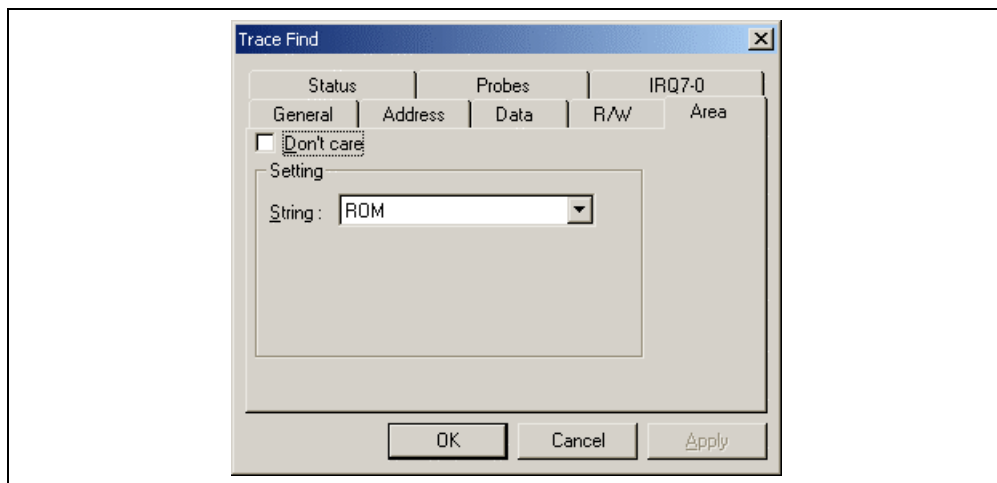 Trace Find
Status Probes IRQ7-0
General Address Data R/W Area
Don't care
Setting
String : ROM
OK Cancel Apply